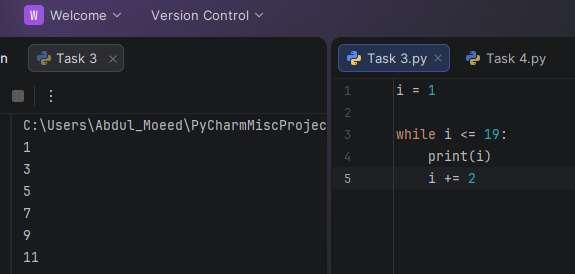 W Welcome Version Control
n Task 3
C:\Users\Abdul_Moeed\PyCharmMiscProjec
1
3
5
7
9
11
Task 3.py Task 4.py
1 i = 1
2
3 while i <= 19:
4 print(i)
5 i += 2